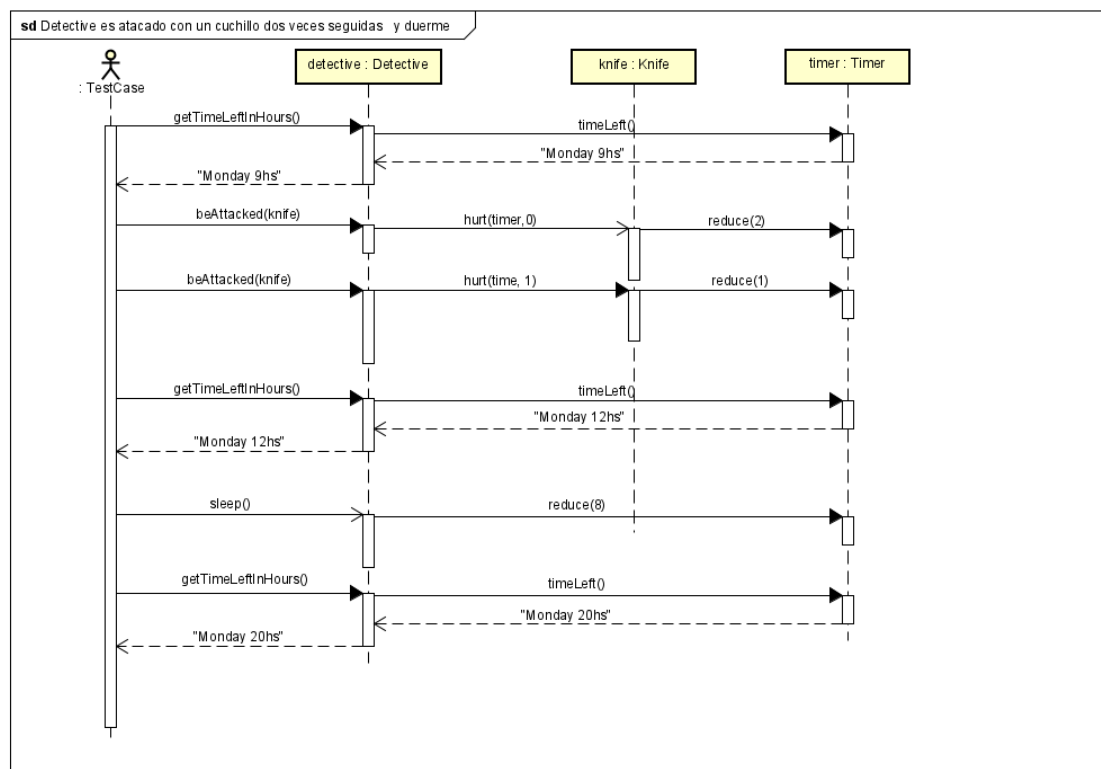 sd Detective es atacado con un cuchillo dos veces seguidas y duerme
detective : Detective
knife : Knife
timer : Timer
: TestCase
getTimeLeftInHours()
timeLeft()
"Monday 9hs"
"Monday 9hs"
beAttacked(knife)
hurt(timer,0)
reduce(2)
beAttacked(knife)
hurt(time, 1)
reduce(1)
getTimeLeftInHours()
timeLeft()
"Monday 12hs"
"Monday 12hs"
sleep()
reduce(8)
getTimeLeftInHours()
timeLeft()
"Monday 20hs"
"Monday 20hs"